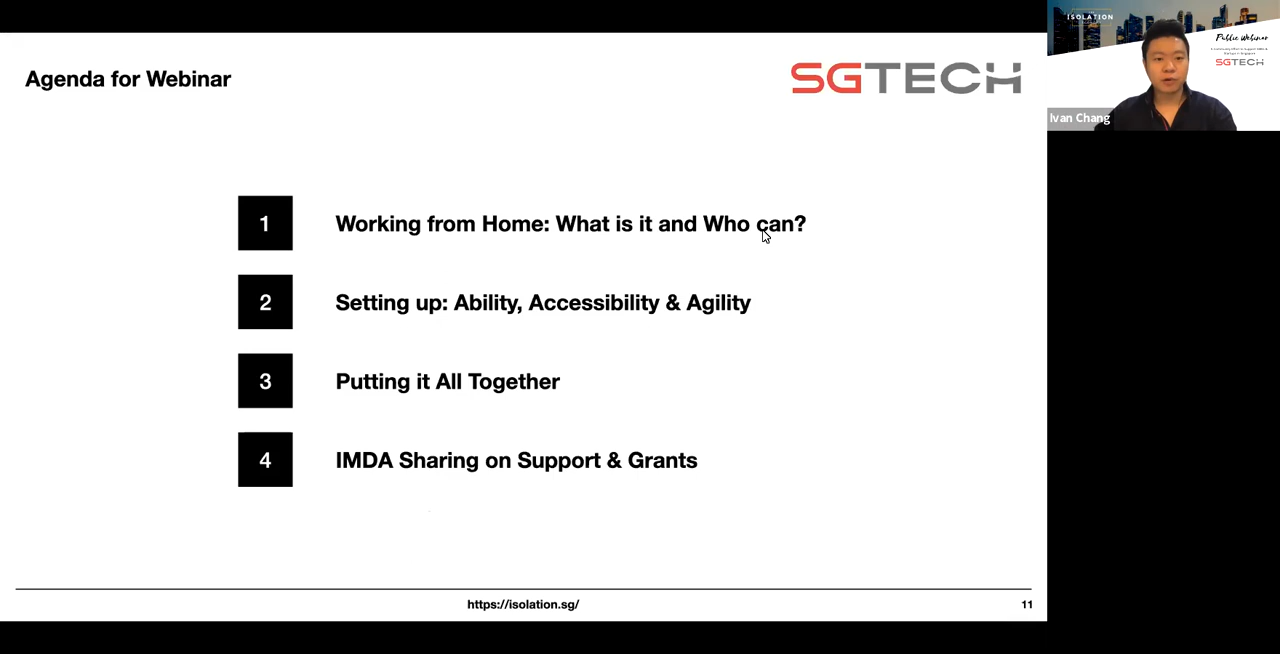 Agenda for Webinar
SGTECH
1
Working from Home: What is it and Who can?
2
Setting up: Ability, Accessibility & Agility
3
Putting it All Together
4
IMDA Sharing on Support & Grants
https://isolation.sg/
11
ISOLATION
Public Webinar
SGTECH
Ivan Chang